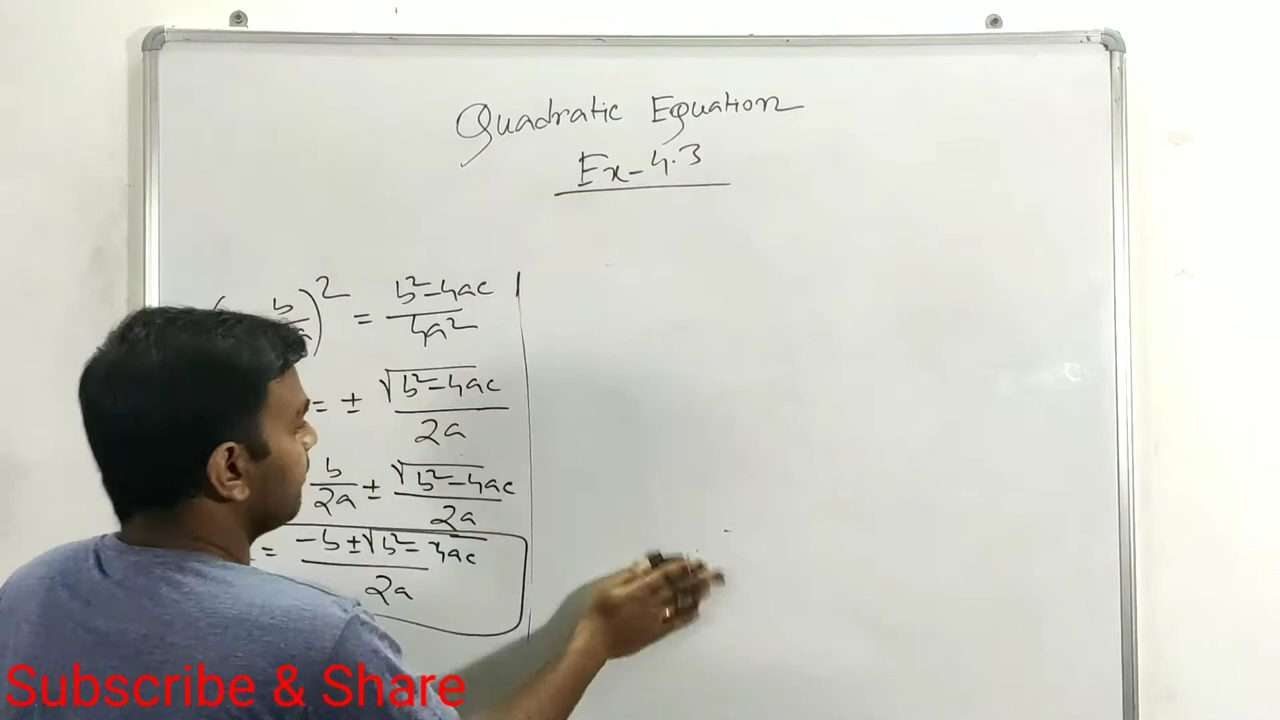 Quadratic Equation
Ex-4.3
b )² = b²-4ac / 4a²
= ± √b²-4ac / 2a
b/2a ± √b²-4ac / 2a
= -b±√b²-4ac / 2a
Subscribe & Share